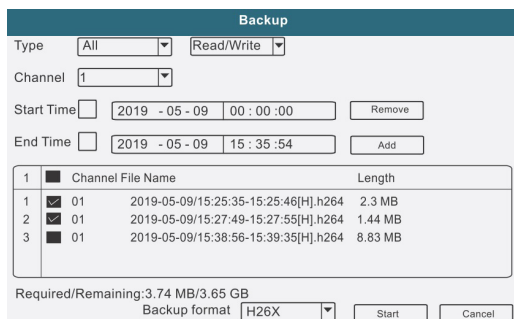 Backup
Type All Read/Write
Channel 1
Start Time 2019 - 05 - 09 00 : 00 :00 Remove
End Time 2019 - 05 - 09 15 : 35 :54 Add
1 Channel File Name Length
1 01 2019-05-09/15:25:35-15:25:46[H].h264 2.3 MB
2 01 2019-05-09/15:27:49-15:27:55[H].h264 1.44 MB
3 01 2019-05-09/15:38:56-15:39:35[H].h264 8.83 MB
Required/Remaining:3.74 MB/3.65 GB
Backup format H26X Start Cancel